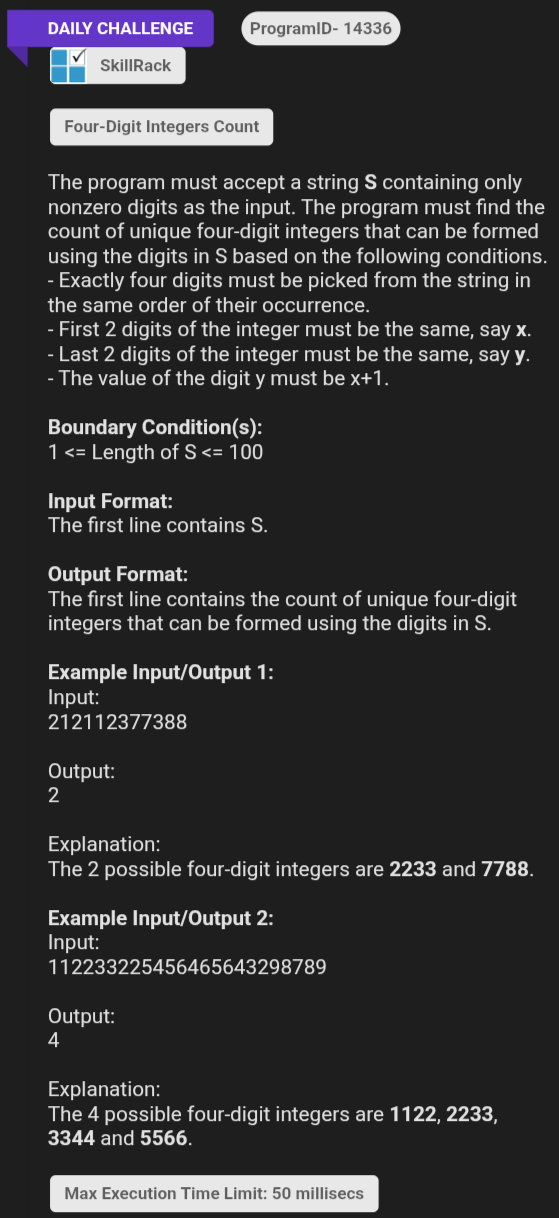 DAILY CHALLENGE
ProgramID- 14336
SkillRack
Four-Digit Integers Count
The program must accept a string S containing only
nonzero digits as the input. The program must find the
count of unique four-digit integers that can be formed
using the digits in S based on the following conditions.
- Exactly four digits must be picked from the string in
the same order of their occurrence.
- First 2 digits of the integer must be the same, say x.
- Last 2 digits of the integer must be the same, say y.
- The value of the digit y must be x+1.
Boundary Condition(s):
1 <= Length of S <= 100
Input Format:
The first line contains S.
Output Format:
The first line contains the count of unique four-digit
integers that can be formed using the digits in S.
Example Input/Output 1:
Input:
212112377388
Output:
2
Explanation:
The 2 possible four-digit integers are 2233 and 7788.
Example Input/Output 2:
Input:
112233225456465643298789
Output:
4
Explanation:
The 4 possible four-digit integers are 1122, 2233,
3344 and 5566.
Max Execution Time Limit: 50 millisecs